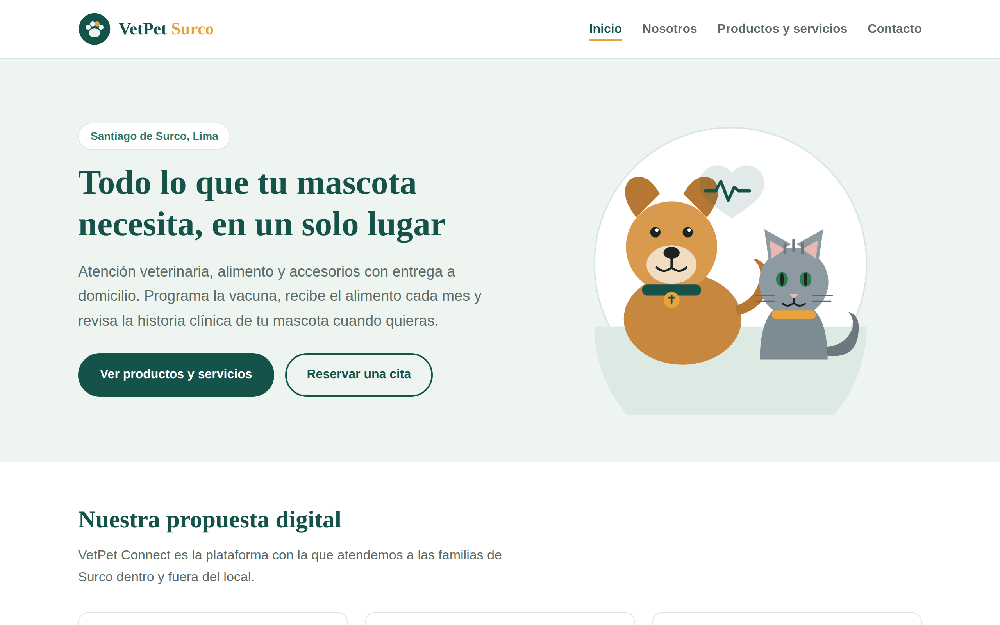 VetPet Surco
Inicio
Nosotros
Productos y servicios
Contacto
Santiago de Surco, Lima
Todo lo que tu mascota
necesita, en un solo lugar
Atención veterinaria, alimento y accesorios con entrega a
domicilio. Programa la vacuna, recibe el alimento cada mes y
revisa la historia clínica de tu mascota cuando quieras.
Ver productos y servicios
Reservar una cita
Nuestra propuesta digital
VetPet Connect es la plataforma con la que atendemos a las familias de
Surco dentro y fuera del local.